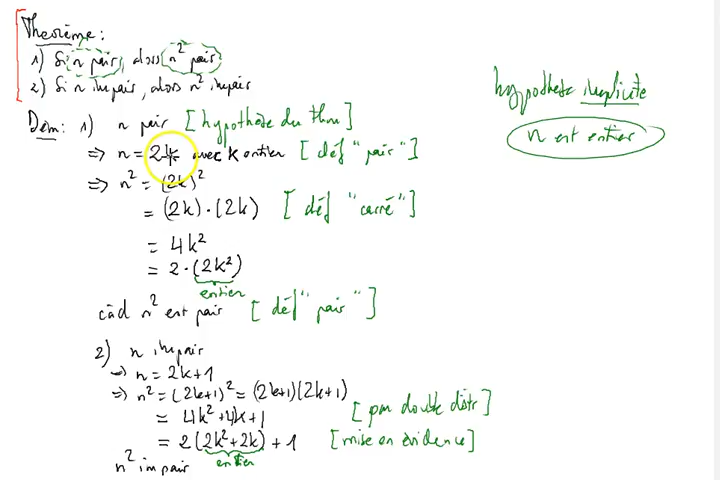 Théorème:
1) Si n pair, alors n² pair
2) Si n impair, alors n² impair
hypothèse implicite
n est entier
Dém: 1) n pair [hypothèse du thm]
⇒ n = 2k avec k entier [déf "pair"]
⇒ n² = (2k)²
= (2k)·(2k) [déf "carré"]
= 4k²
= 2·(2k²)
entier
càd n² est pair [déf "pair"]
2) n impair
⇒ n = 2k+1
⇒ n² = (2k+1)² = (2k+1)(2k+1)
= 4k²+4k+1 [par double distr]
= 2(2k²+2k)+1 [mise en évidence]
entier
n² impair